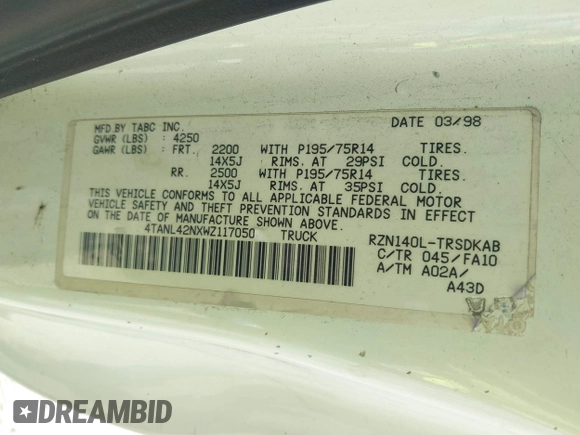 MFD BY TABC INC. DATE 03/98
GVWR (LBS) : 4250
GAWR (LBS) : FRT. 2200 WITH P195/75R14 TIRES.
14X5J RIMS. AT 29PSI COLD.
RR. 2500 WITH P195/75R14 TIRES.
14X5J RIMS. AT 35PSI COLD.
THIS VEHICLE CONFORMS TO ALL APPLICABLE FEDERAL MOTOR
VEHICLE SAFETY AND THEFT PREVENTION STANDARDS IN EFFECT
ON THE DATE OF MANUFACTURE SHOWN ABOVE.
4TANL42NXWZ117050 TRUCK RZN140L-TRSDKAB
C/TR 045/FA10
A/TM A02A/
A43D
DREAMBID